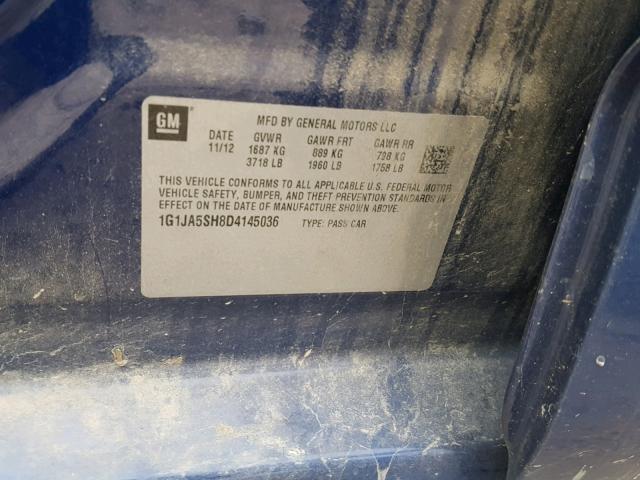 GM
MFD BY GENERAL MOTORS LLC
DATE GVWR GAWR FRT GAWR RR
11/12 1687 KG 889 KG 798 KG
3718 LB 1960 LB 1758 LB
THIS VEHICLE CONFORMS TO ALL APPLICABLE U.S. FEDERAL MOTOR
VEHICLE SAFETY, BUMPER, AND THEFT PREVENTION STANDARDS IN
EFFECT ON THE DATE OF MANUFACTURE SHOWN ABOVE.
1G1JA5SH8D4145036 TYPE: PASS CAR